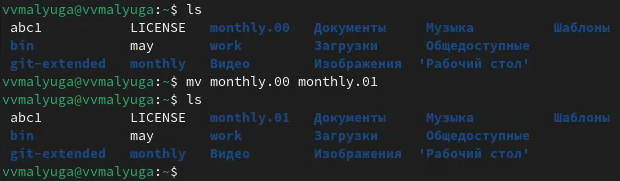 vvmalyuga@vvmalyuga:~$ ls
abc1 LICENSE monthly.00 Документы Музыка Шаблоны
bin may work Загрузки Общедоступные
git-extended monthly Видео Изображения 'Рабочий стол'
vvmalyuga@vvmalyuga:~$ mv monthly.00 monthly.01
vvmalyuga@vvmalyuga:~$ ls
abc1 LICENSE monthly.01 Документы Музыка Шаблоны
bin may work Загрузки Общедоступные
git-extended monthly Видео Изображения 'Рабочий стол'
vvmalyuga@vvmalyuga:~$